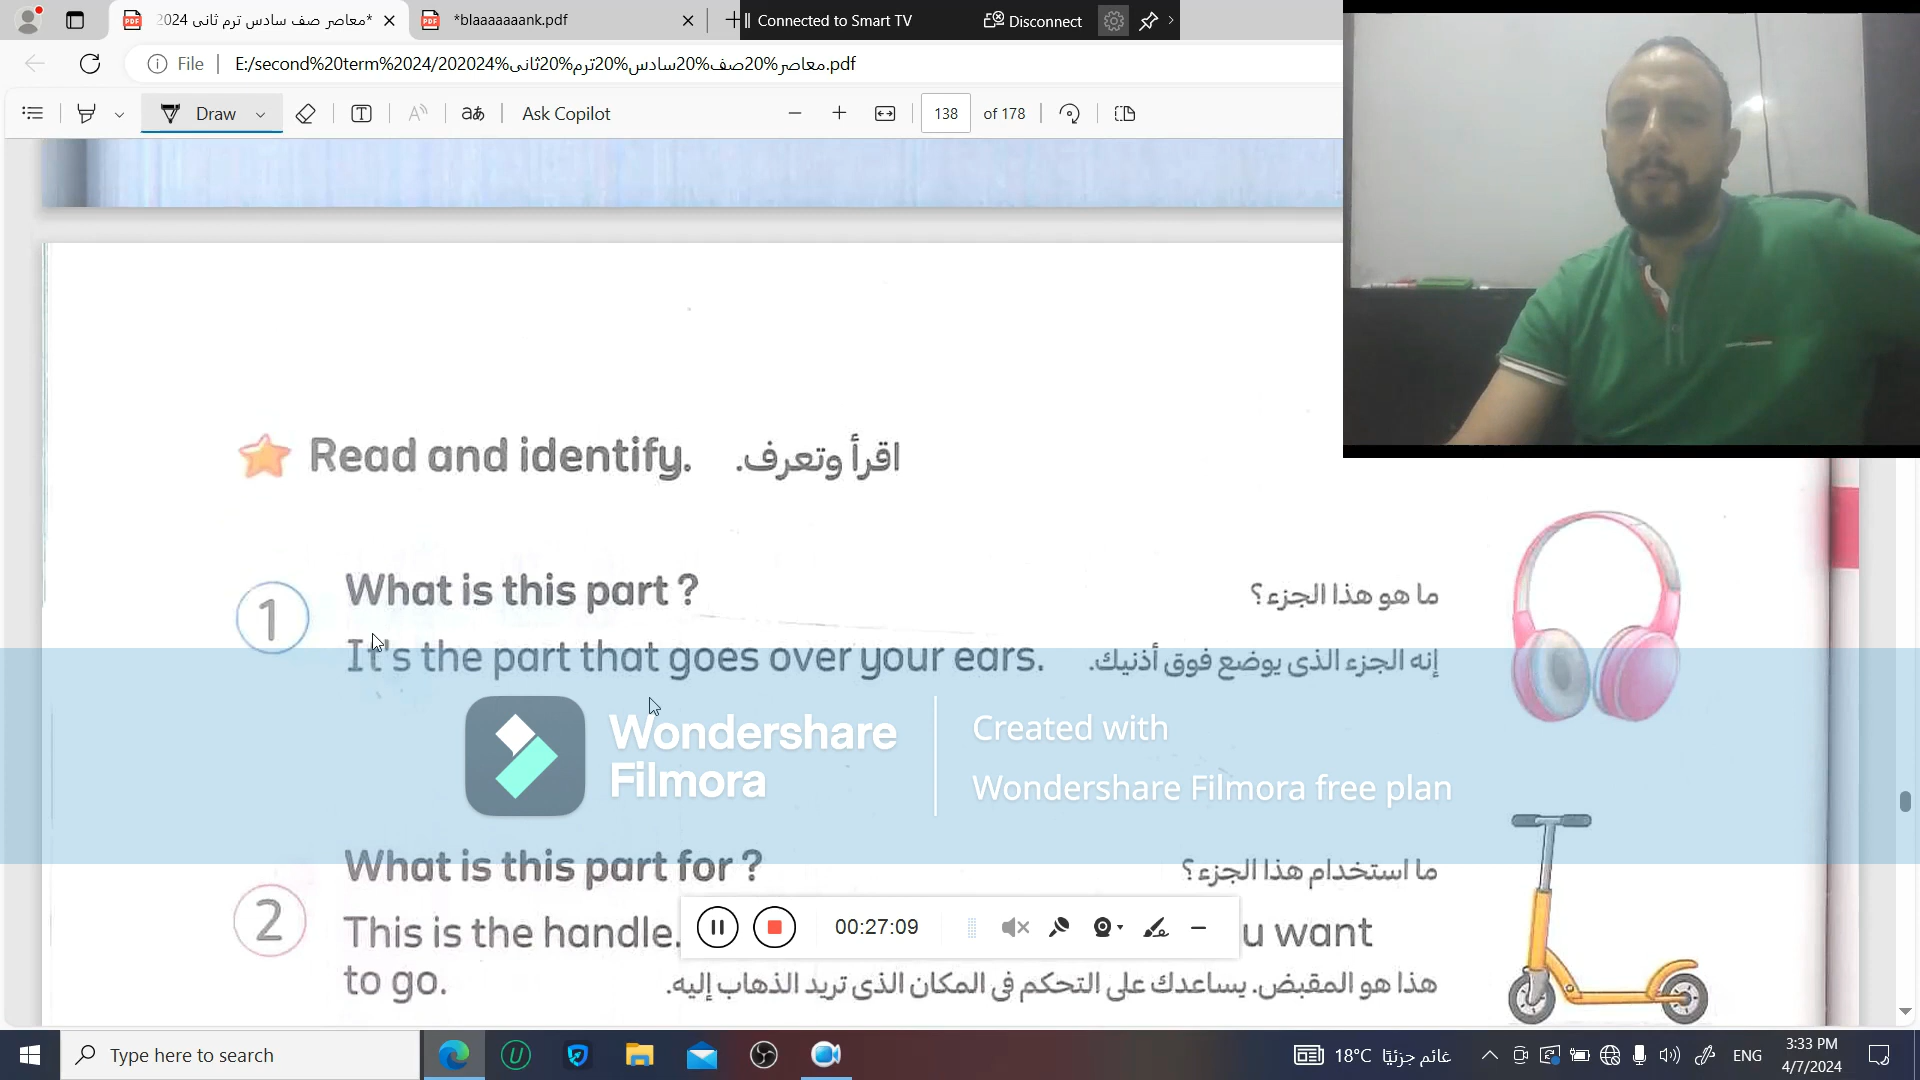 معاصر صف سادس ترم ثانى 2024*
*blaaaaaaank.pdf
Connected to Smart TV
Disconnect
File
E:/second%20term%2024/202024%معاصر%20صف%20سادس%20ترم%20ثانى.pdf
Draw
Ask Copilot
138
of 178
Read and identify. اقرأ وتعرف.
1
What is this part ? ما هو هذا الجزء؟
It's the part that goes over your ears. إنه الجزء الذى يوضع فوق أذنيك.
Wondershare
Filmora
Created with
Wondershare Filmora free plan
2
What is this part for ? ما استخدام هذا الجزء؟
This is the handle. u want
to go. هذا هو المقبض. يساعدك على التحكم فى المكان الذى تريد الذهاب إليه.
00:27:09
Type here to search
18°C غائم جزئيًا
ENG
3:33 PM
4/7/2024